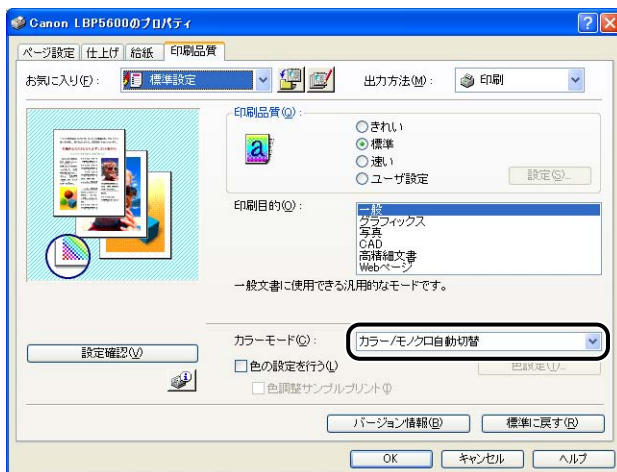 Canon LBP5600のプロパティ
ページ設定 仕上げ 給紙 印刷品質
お気に入り(F): 標準設定 出力方法(M): 印刷
印刷品質(Q):
きれい
標準
速い
ユーザ設定 設定(S)...
印刷目的(O):
一般
グラフィックス
写真
CAD
高精細文書
Webページ
一般文書に使用できる汎用的なモードです。
カラーモード(C): カラー/モノクロ自動切替
設定確認(V)
色の設定を行う(L) 色設定(J)...
色調整サンプルプリント(I)
バージョン情報(B) 標準に戻す(R)
OK キャンセル ヘルプ